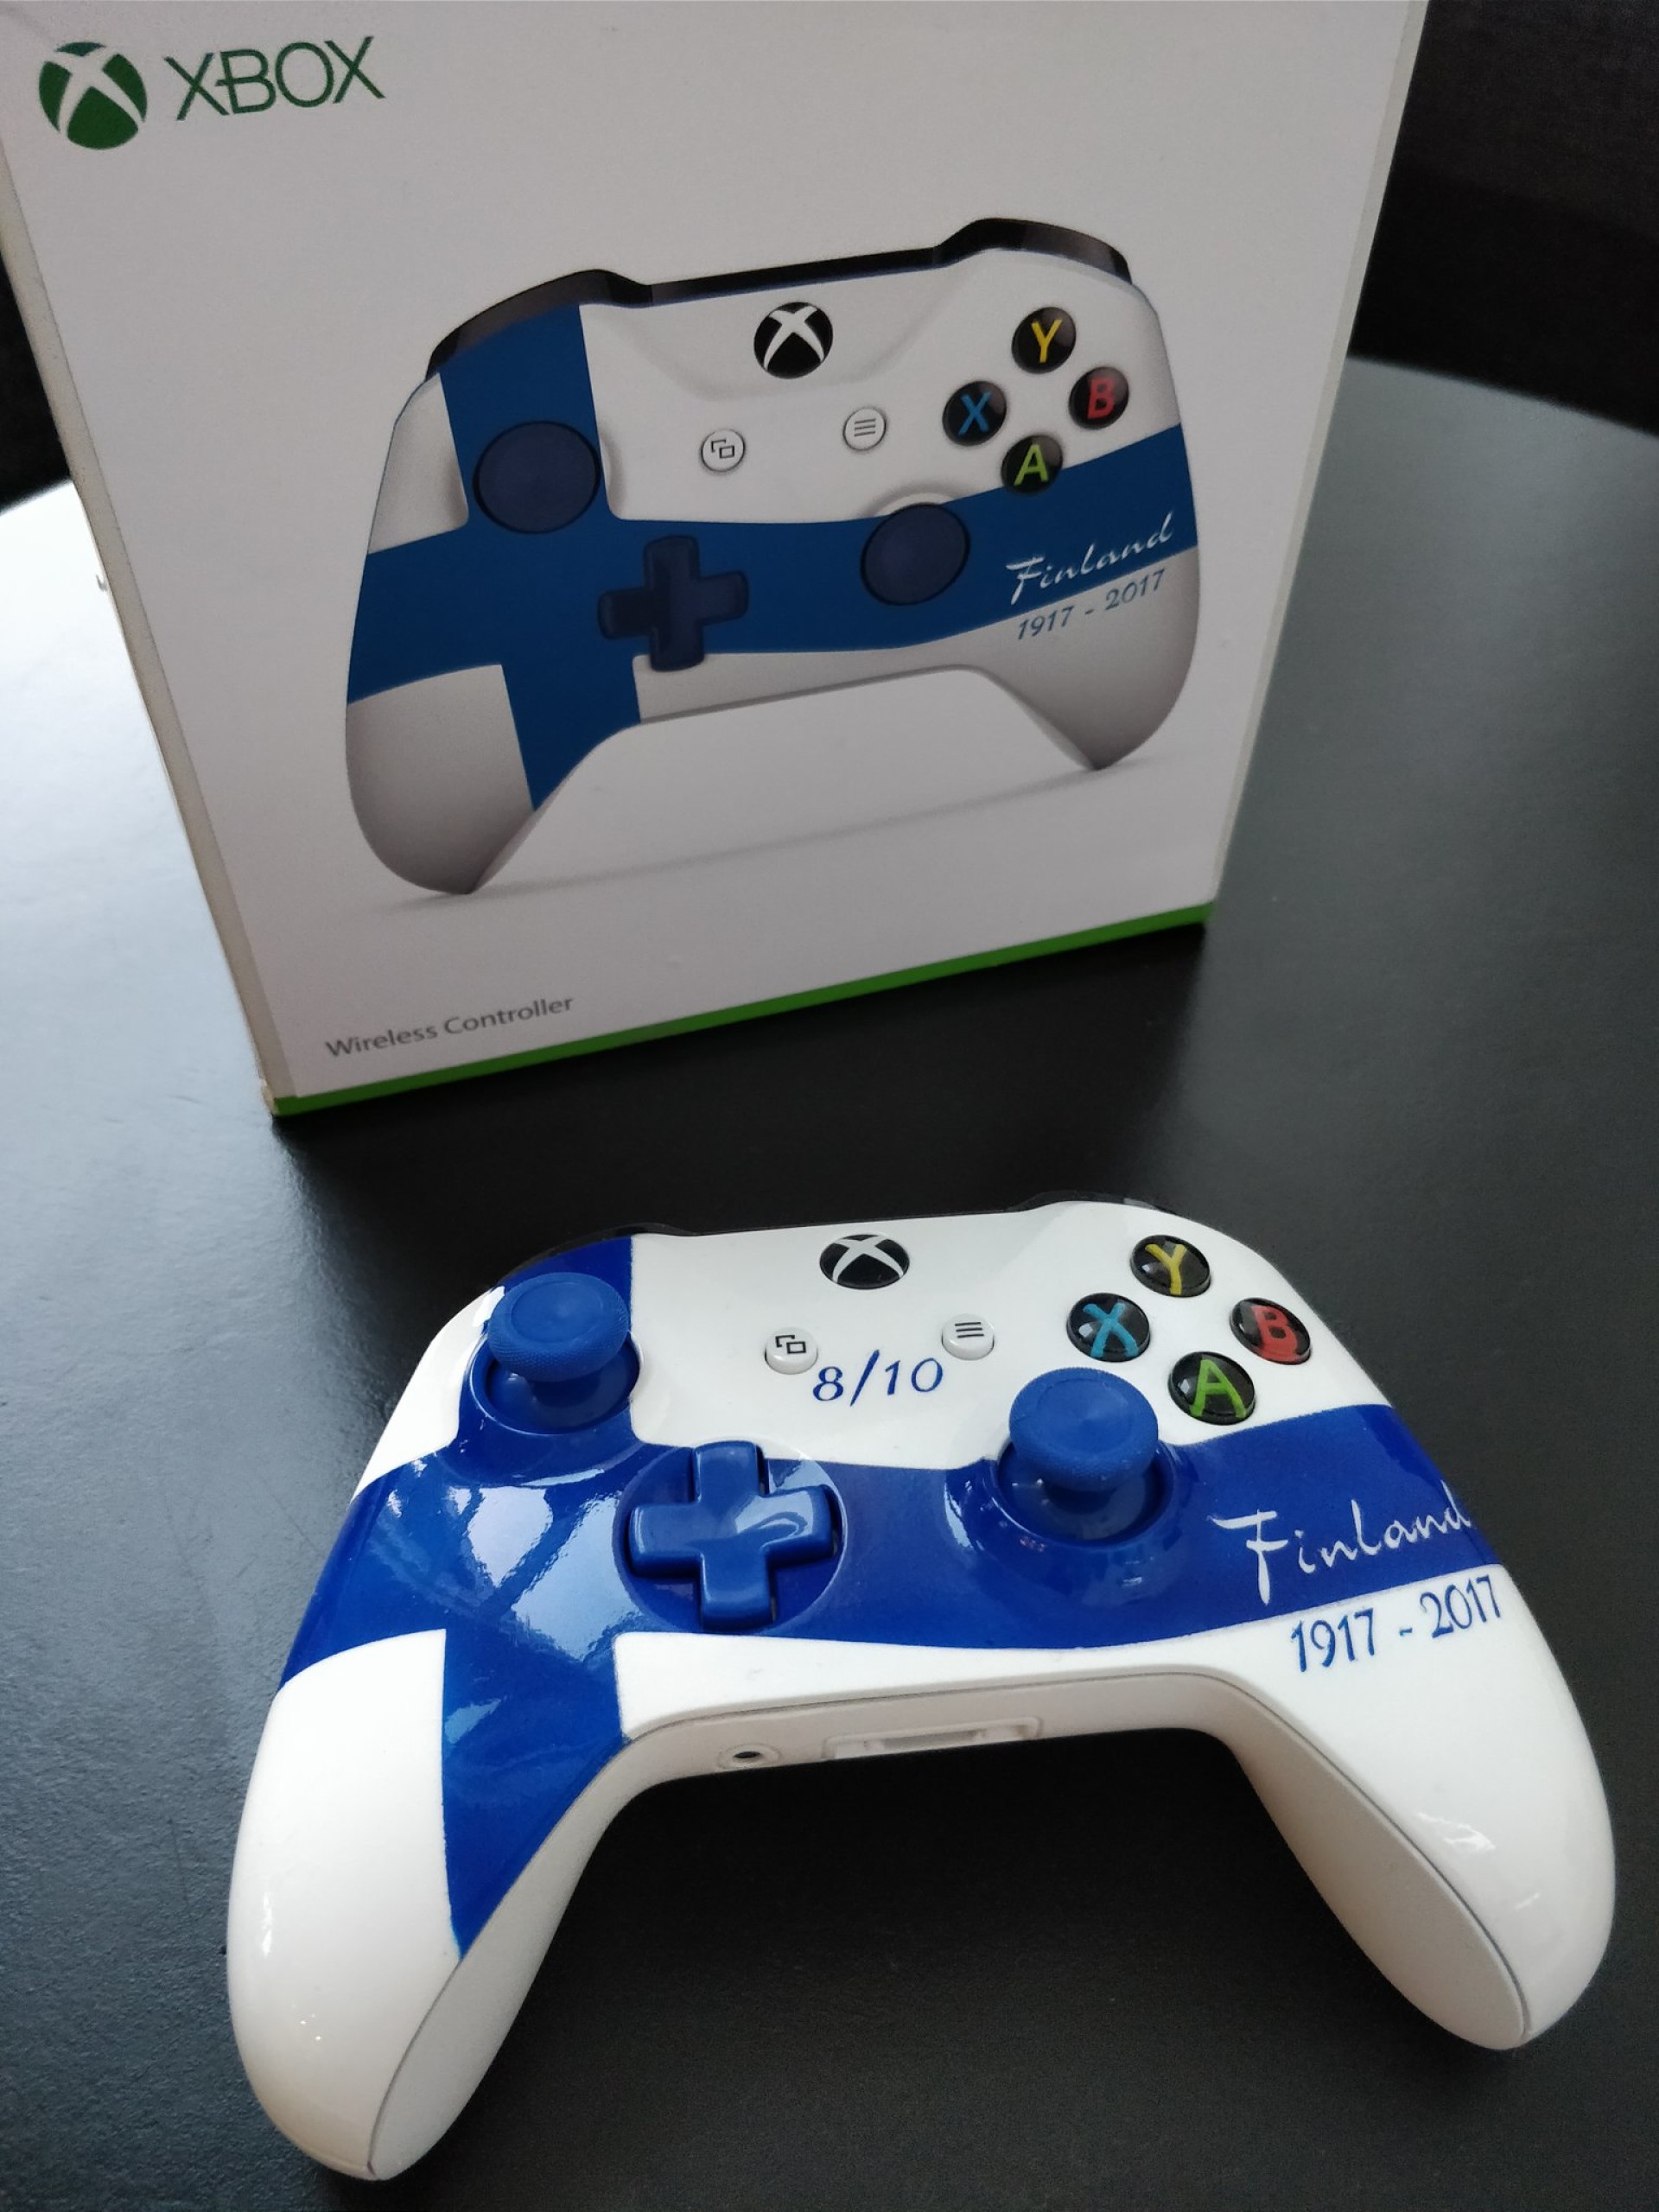 XBOX
Y
X
B
A
Finland
1917 - 2017
Wireless Controller
Y
X
B
A
8/10
Finland
1917 - 2017